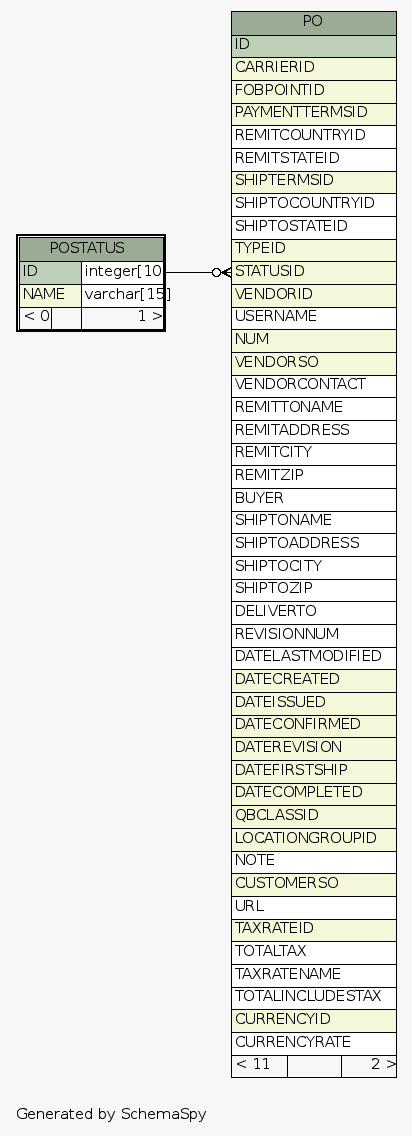 POSTATUS
ID integer[10
NAME varchar[15]
< 0 1 >
PO
ID
CARRIERID
FOBPOINTID
PAYMENTTERMSID
REMITCOUNTRYID
REMITSTATEID
SHIPTERMSID
SHIPTOCOUNTRYID
SHIPTOSTATEID
TYPEID
STATUSID
VENDORID
USERNAME
NUM
VENDORSO
VENDORCONTACT
REMITTONAME
REMITADDRESS
REMITCITY
REMITZIP
BUYER
SHIPTONAME
SHIPTOADDRESS
SHIPTOCITY
SHIPTOZIP
DELIVERTO
REVISIONNUM
DATELASTMODIFIED
DATECREATED
DATEISSUED
DATECONFIRMED
DATEREVISION
DATEFIRSTSHIP
DATECOMPLETED
QBCLASSID
LOCATIONGROUPID
NOTE
CUSTOMERSO
URL
TAXRATEID
TOTALTAX
TAXRATENAME
TOTALINCLUDESTAX
CURRENCYID
CURRENCYRATE
< 11 2 >
Generated by SchemaSpy